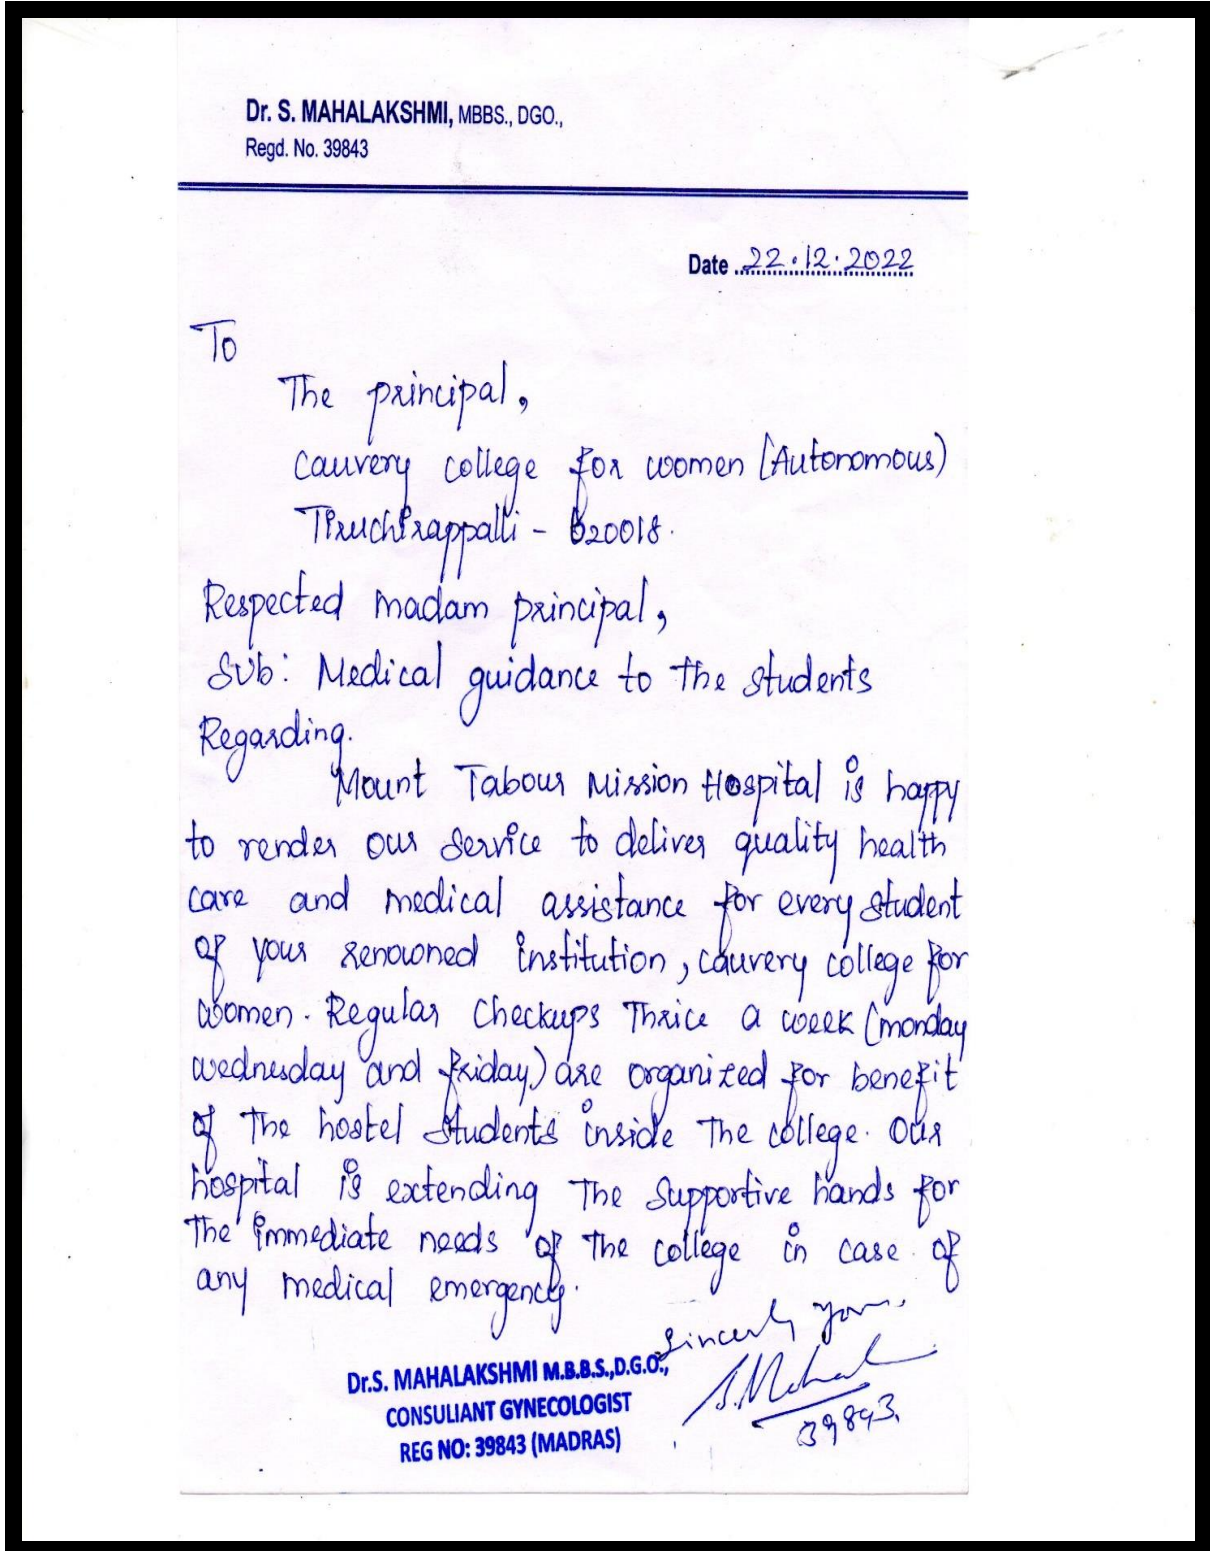 Dr. S. MAHALAKSHMI, MBBS., DGO.,
Regd. No. 39843
Date 22.12.2022
To
The principal,
Cauvery college for women (Autonomous)
Tiruchirappalli - 620018.
Respected madam principal,
Sub: Medical guidance to the students
Regarding.
Mount Tabour Mission Hospital is happy
to render our service to deliver quality health
care and medical assistance for every student
of your renowned institution, cauvery college for
women. Regular checkups Thrice a week (monday
wednesday and friday) are organized for benefit
of The hostel students inside The college. Our
hospital is extending The supportive hands for
The immediate needs of The college in case of
any medical emergency.
Sincerely yours,
S. Mahal
39843.
Dr.S. MAHALAKSHMI M.B.B.S.,D.G.O.,
CONSULIANT GYNECOLOGIST
REG NO: 39843 (MADRAS)